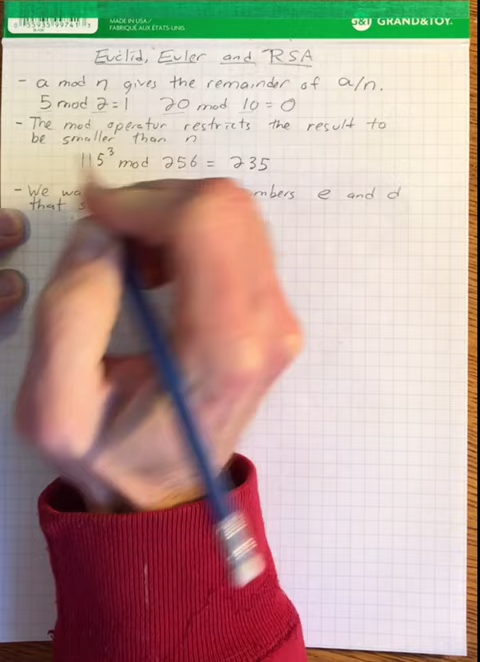 MADE IN USA /
FABRIQUÉ AUX ÉTATS-UNIS
G&T GRAND&TOY.
Euclid, Euler and RSA
- a mod n gives the remainder of a/n.
5 mod 2 = 1 20 mod 10 = 0
- The mod operator restricts the result to
be smaller than n
115³ mod 256 = 235
- We e and d
that